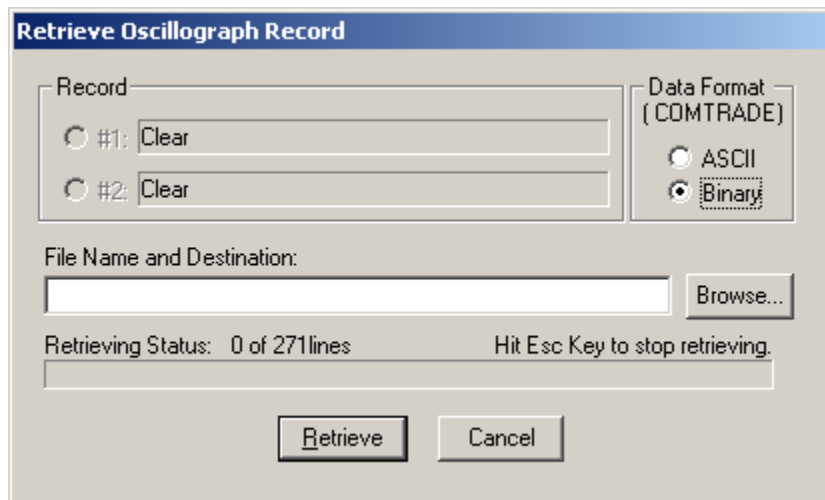 Retrieve Oscillograph Record
Record
#1: Clear
#2: Clear
Data Format
(COMTRADE)
ASCII
Binary
File Name and Destination:
Browse...
Retrieving Status: 0 of 271lines Hit Esc Key to stop retrieving.
Retrieve Cancel